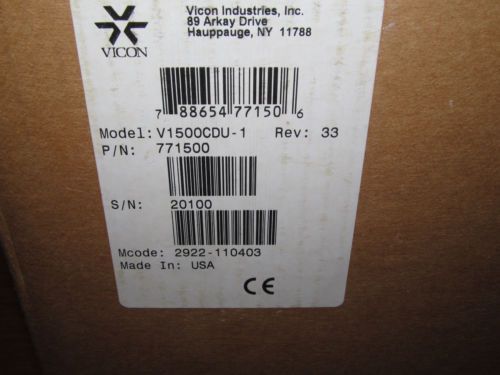 Vicon Industries, Inc.
89 Arkay Drive
Hauppauge, NY 11788
VICON
7 88654 77150 6
Model: V1500CDU-1 Rev: 33
P/N: 771500
S/N: 20100
Mcode: 2922-110403
Made In: USA
CE